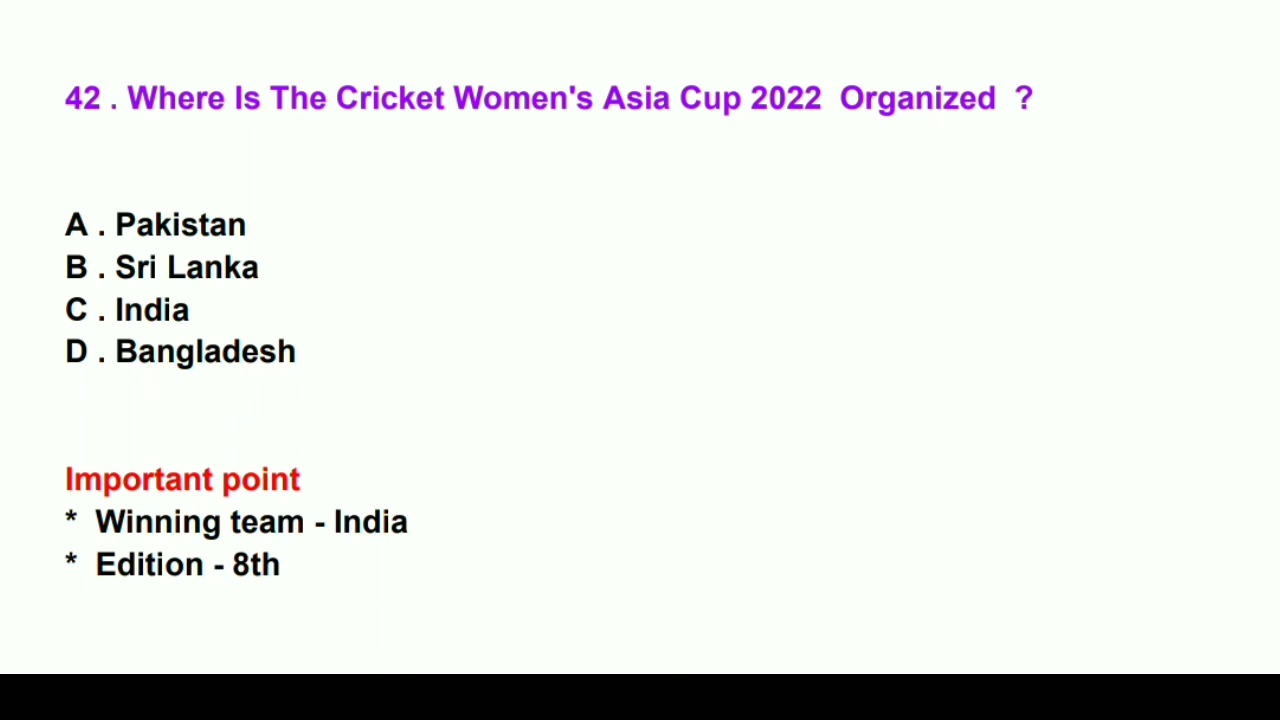 42 . Where Is The Cricket Women's Asia Cup 2022 Organized ?
A . Pakistan
B . Sri Lanka
C . India
D . Bangladesh
Important point
* Winning team - India
* Edition - 8th